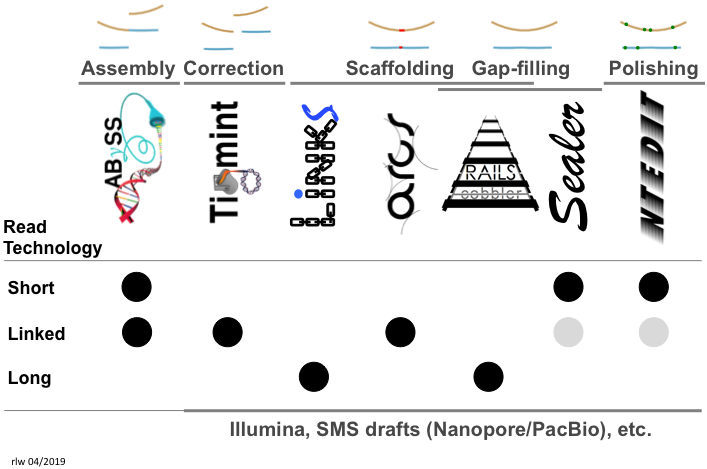 Assembly Correction Scaffolding Gap-filling Polishing
ABySS Tigmint LINKS arcs RAILS cobbler Sealer NTEDIT
Read
Technology
Short
Linked
Long
Illumina, SMS drafts (Nanopore/PacBio), etc.
rlw 04/2019